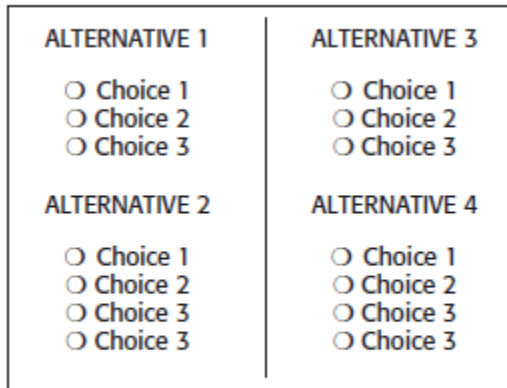 ALTERNATIVE 1
❍ Choice 1
❍ Choice 2
❍ Choice 3
ALTERNATIVE 2
❍ Choice 1
❍ Choice 2
❍ Choice 3
❍ Choice 3
ALTERNATIVE 3
❍ Choice 1
❍ Choice 2
❍ Choice 3
ALTERNATIVE 4
❍ Choice 1
❍ Choice 2
❍ Choice 3
❍ Choice 3